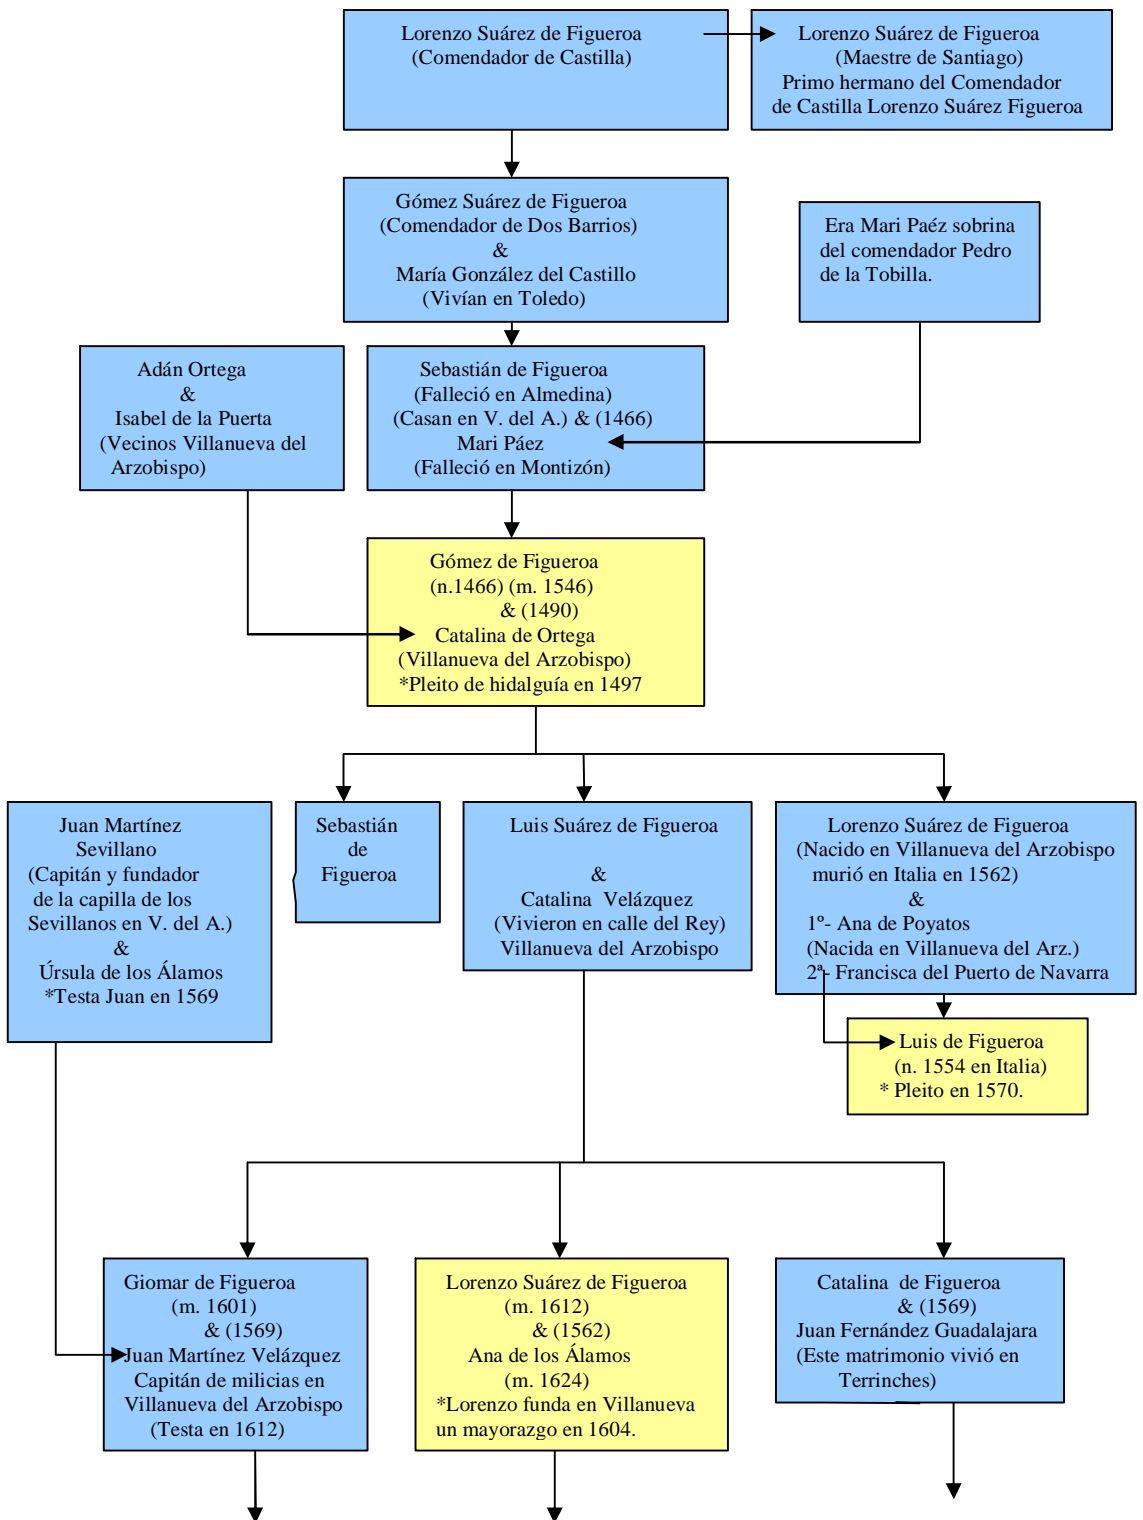 Lorenzo Suárez de Figueroa
(Comendador de Castilla)
Lorenzo Suárez de Figueroa
(Maestre de Santiago)
Primo hermano del Comendador
de Castilla Lorenzo Suárez Figueroa
Gómez Suárez de Figueroa
(Comendador de Dos Barrios)
&
María González del Castillo
(Vivían en Toledo)
Era Mari Paéz sobrina
del comendador Pedro
de la Tobilla.
Adán Ortega
&
Isabel de la Puerta
(Vecinos Villanueva del
Arzobispo)
Sebastián de Figueroa
(Falleció en Almedina)
(Casan en V. del A.) & (1466)
Mari Páez
(Falleció en Montizón)
Gómez de Figueroa
(n.1466) (m. 1546)
& (1490)
Catalina de Ortega
(Villanueva del Arzobispo)
*Pleito de hidalguía en 1497
Juan Martínez
Sevillano
(Capitán y fundador
de la capilla de los
Sevillanos en V. del A.)
&
Úrsula de los Álamos
*Testa Juan en 1569
Sebastián
de
Figueroa
Luis Suárez de Figueroa
&
Catalina Velázquez
(Vivieron en calle del Rey)
Villanueva del Arzobispo
Lorenzo Suárez de Figueroa
(Nacido en Villanueva del Arzobispo
murió en Italia en 1562)
&
1º- Ana de Poyatos
(Nacida en Villanueva del Arz.)
2ª- Francisca del Puerto de Navarra
Luis de Figueroa
(n. 1554 en Italia)
* Pleito en 1570.
Giomar de Figueroa
(m. 1601)
& (1569)
Juan Martínez Velázquez
Capitán de milicias en
Villanueva del Arzobispo
(Testa en 1612)
Lorenzo Suárez de Figueroa
(m. 1612)
& (1562)
Ana de los Álamos
(m. 1624)
*Lorenzo funda en Villanueva
un mayorazgo en 1604.
Catalina de Figueroa
& (1569)
Juan Fernández Guadalajara
(Este matrimonio vivió en
Terrinches)